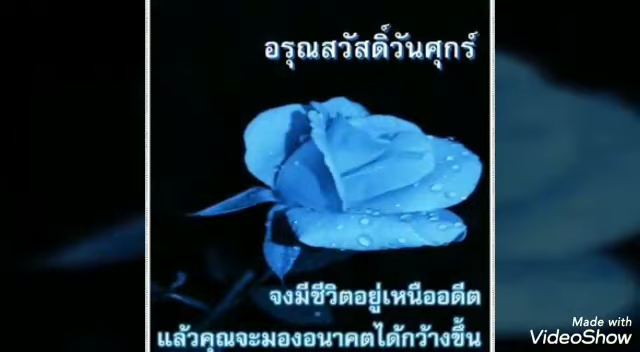 อรุณสวัสดิ์วันศุกร์
จงมีชีวิตอยู่เหนืออดีต
แล้วคุณจะมองอนาคตได้กว้างขึ้น
Made with
VideoShow